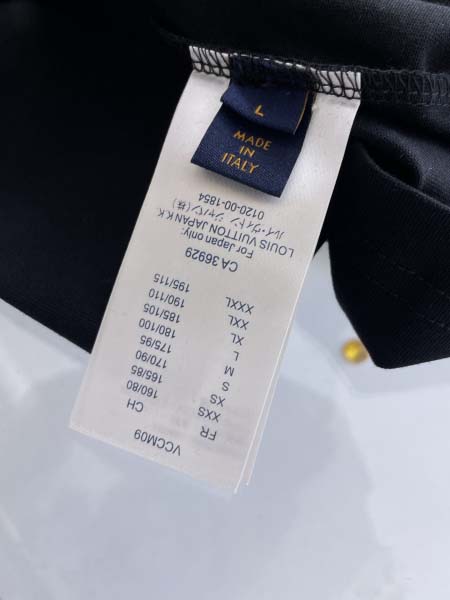 L
MADE
IN
ITALY
VCCM09
FR CH
XXS 160/80
XS 165/85
S 170/90
M 175/95
L 180/100
XL 185/105
XXL 190/110
XXXL 195/115
CA 36929
For Japan only:
LOUIS VUITTON JAPAN K.K
ルイ・ヴィトン ジャパン(株)
0120-00-1854